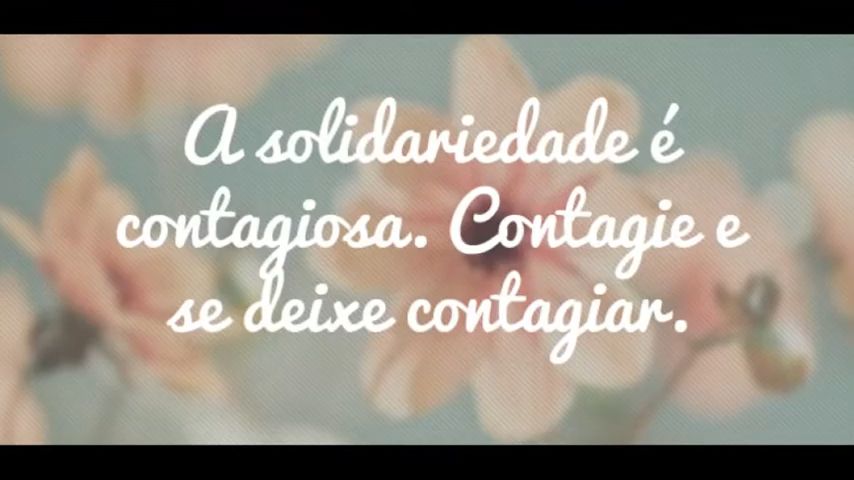 A solidariedade é
contagiosa. Contagie e
se deixe contagiar.